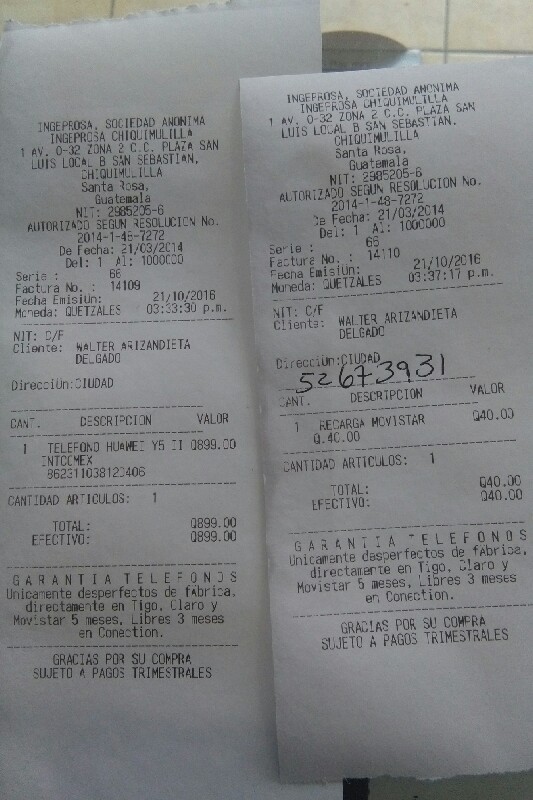 INGEPROSA, SOCIEDAD ANONIMA
INGEPROSA CHIQUIMULILLA
1 AV. 0-32 ZONA 2 C.C. PLAZA SAN
LUIS LOCAL B SAN SEBASTIAN,
CHIQUIMULILLA
Santa Rosa,
Guatemala
NIT: 2985205-6
AUTORIZADO SEGUN RESOLUCION No.
2014-1-48-7272
De Fecha: 21/03/2014
Del: 1 Al: 1000000
Serie : 66
Factura No. : 14109
Fecha EmisiUn: 21/10/2016
Moneda: QUETZALES 03:33:30 p.m.
NIT: C/F
Cliente: WALTER ARIZANDIETA
DELGADO
DirecciUn:CIUDAD
CANT. DESCRIPCION VALOR
1 TELEFONO HUAWEI Y5 II Q899.00
INTCOMEX
862311038120406
CANTIDAD ARTICULOS: 1
TOTAL: Q899.00
EFECTIVO: Q899.00
G A R A N T I A T E L E F O N O S
Unicamente desperfectos de fAbrica,
directamente en Tigo, Claro y
Movistar 5 meses, Libres 3 meses
en Conection.
GRACIAS POR SU COMPRA
SUJETO A PAGOS TRIMESTRALES
INGEPROSA, SOCIEDAD ANONIMA
INGEPROSA CHIQUIMULILLA
1 AV. 0-32 ZONA 2 C.C. PLAZA SAN
LUIS LOCAL B SAN SEBASTIAN,
CHIQUIMULILLA
Santa Rosa,
Guatemala
NIT: 2985205-6
AUTORIZADO SEGUN RESOLUCION No.
2014-1-48-7272
De Fecha: 21/03/2014
Del: 1 Al: 1000000
Serie : 66
Factura No. : 14110
Fecha EmisiUn: 21/10/2016
Moneda: QUETZALES 03:37:17 p.m.
NIT: C/F
Cliente: WALTER ARIZANDIETA
DELGADO
DirecciUn:CIUDAD
52673931
CANT. DESCRIPCION VALOR
1 RECARGA MOVISTAR Q40.00
Q.40.00
CANTIDAD ARTICULOS: 1
TOTAL: Q40.00
EFECTIVO: Q40.00
G A R A N T I A T E L E F O N O S
Unicamente desperfectos de fAbrica,
directamente en Tigo, Claro y
Movistar 5 meses, Libres 3 meses
en Conection.
GRACIAS POR SU COMPRA
SUJETO A PAGOS TRIMESTRALES